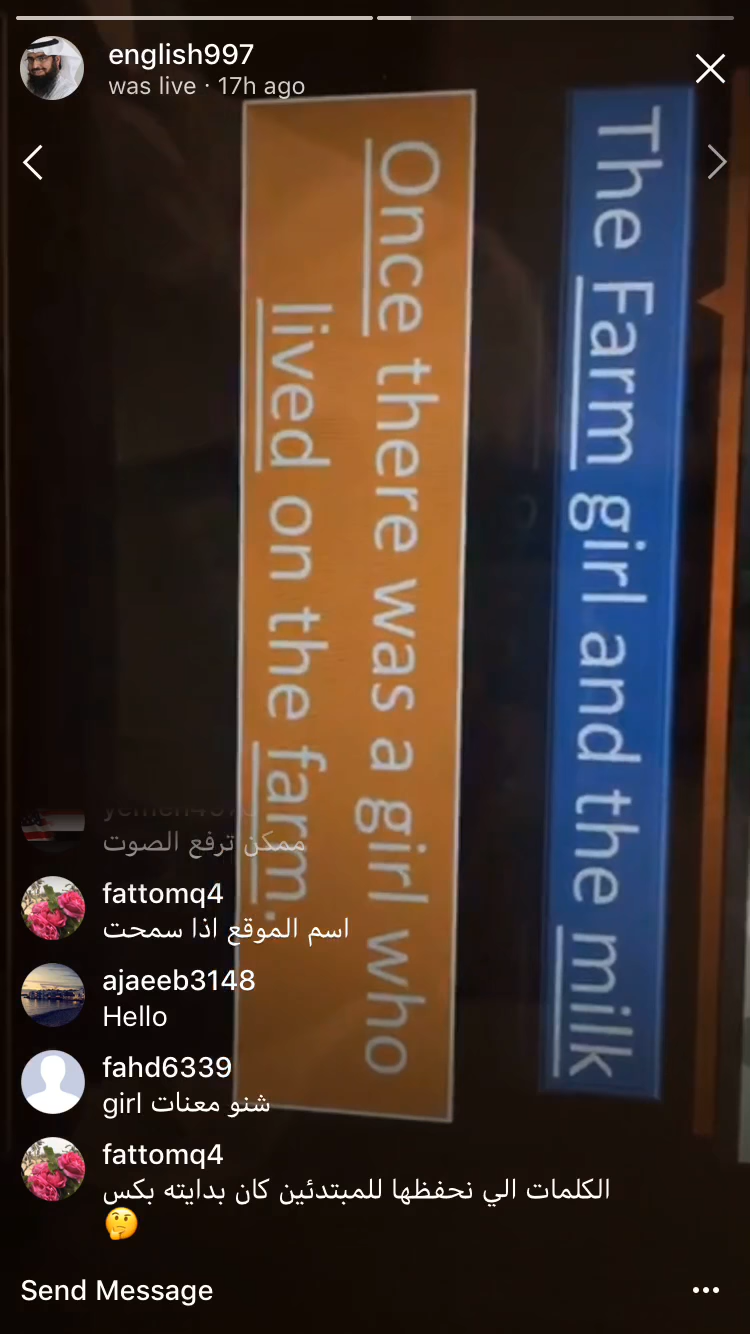 english997
was live · 17h ago
The Farm girl and the milk
Once there was a girl who
lived on the farm.
ممكن ترفع الصوت
fattomq4
اسم الموقع اذا سمحت
ajaeeb3148
Hello
fahd6339
شنو معنات girl
fattomq4
الكلمات الي نحفظها للمبتدئين كان بدايته بكس
🤔
Send Message